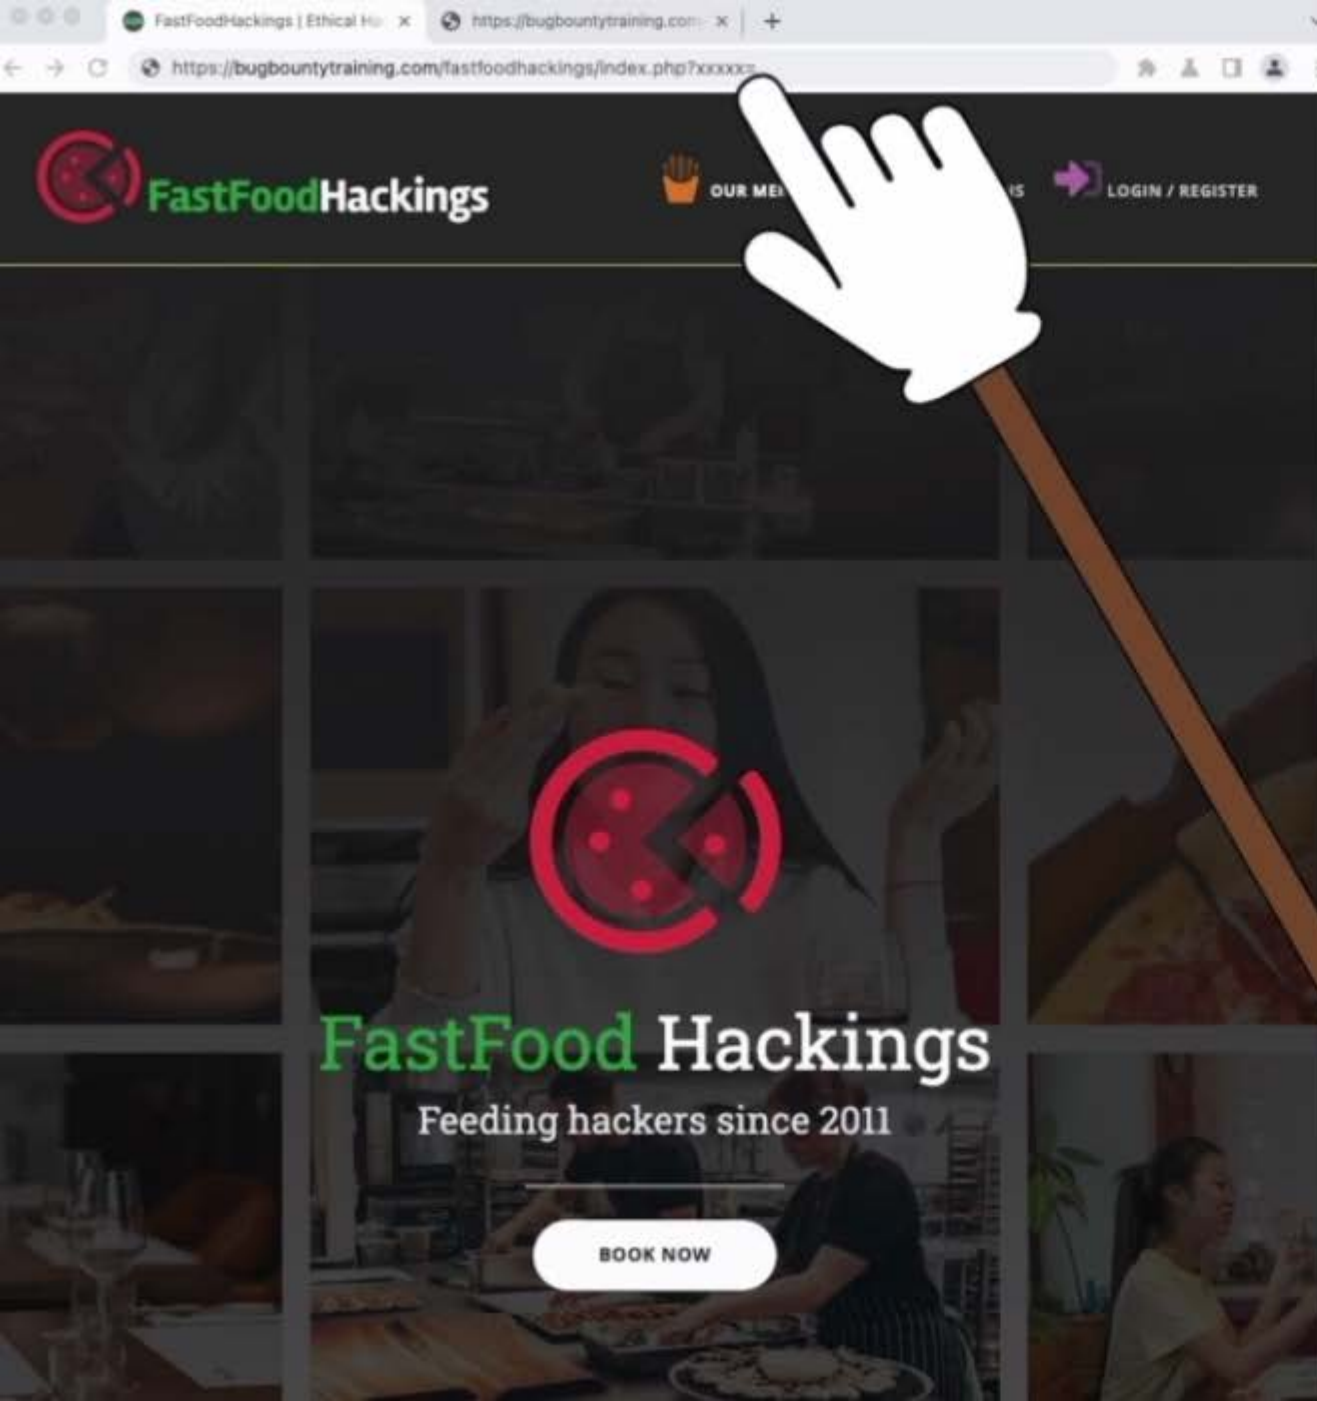 FastFoodHackings | Ethical Ha
https://bugbountytraining.com
https://bugbountytraining.com/fastfoodhackings/index.php?xxxxx=
FastFoodHackings
OUR ME
LOGIN / REGISTER
FastFood Hackings
Feeding hackers since 2011
BOOK NOW